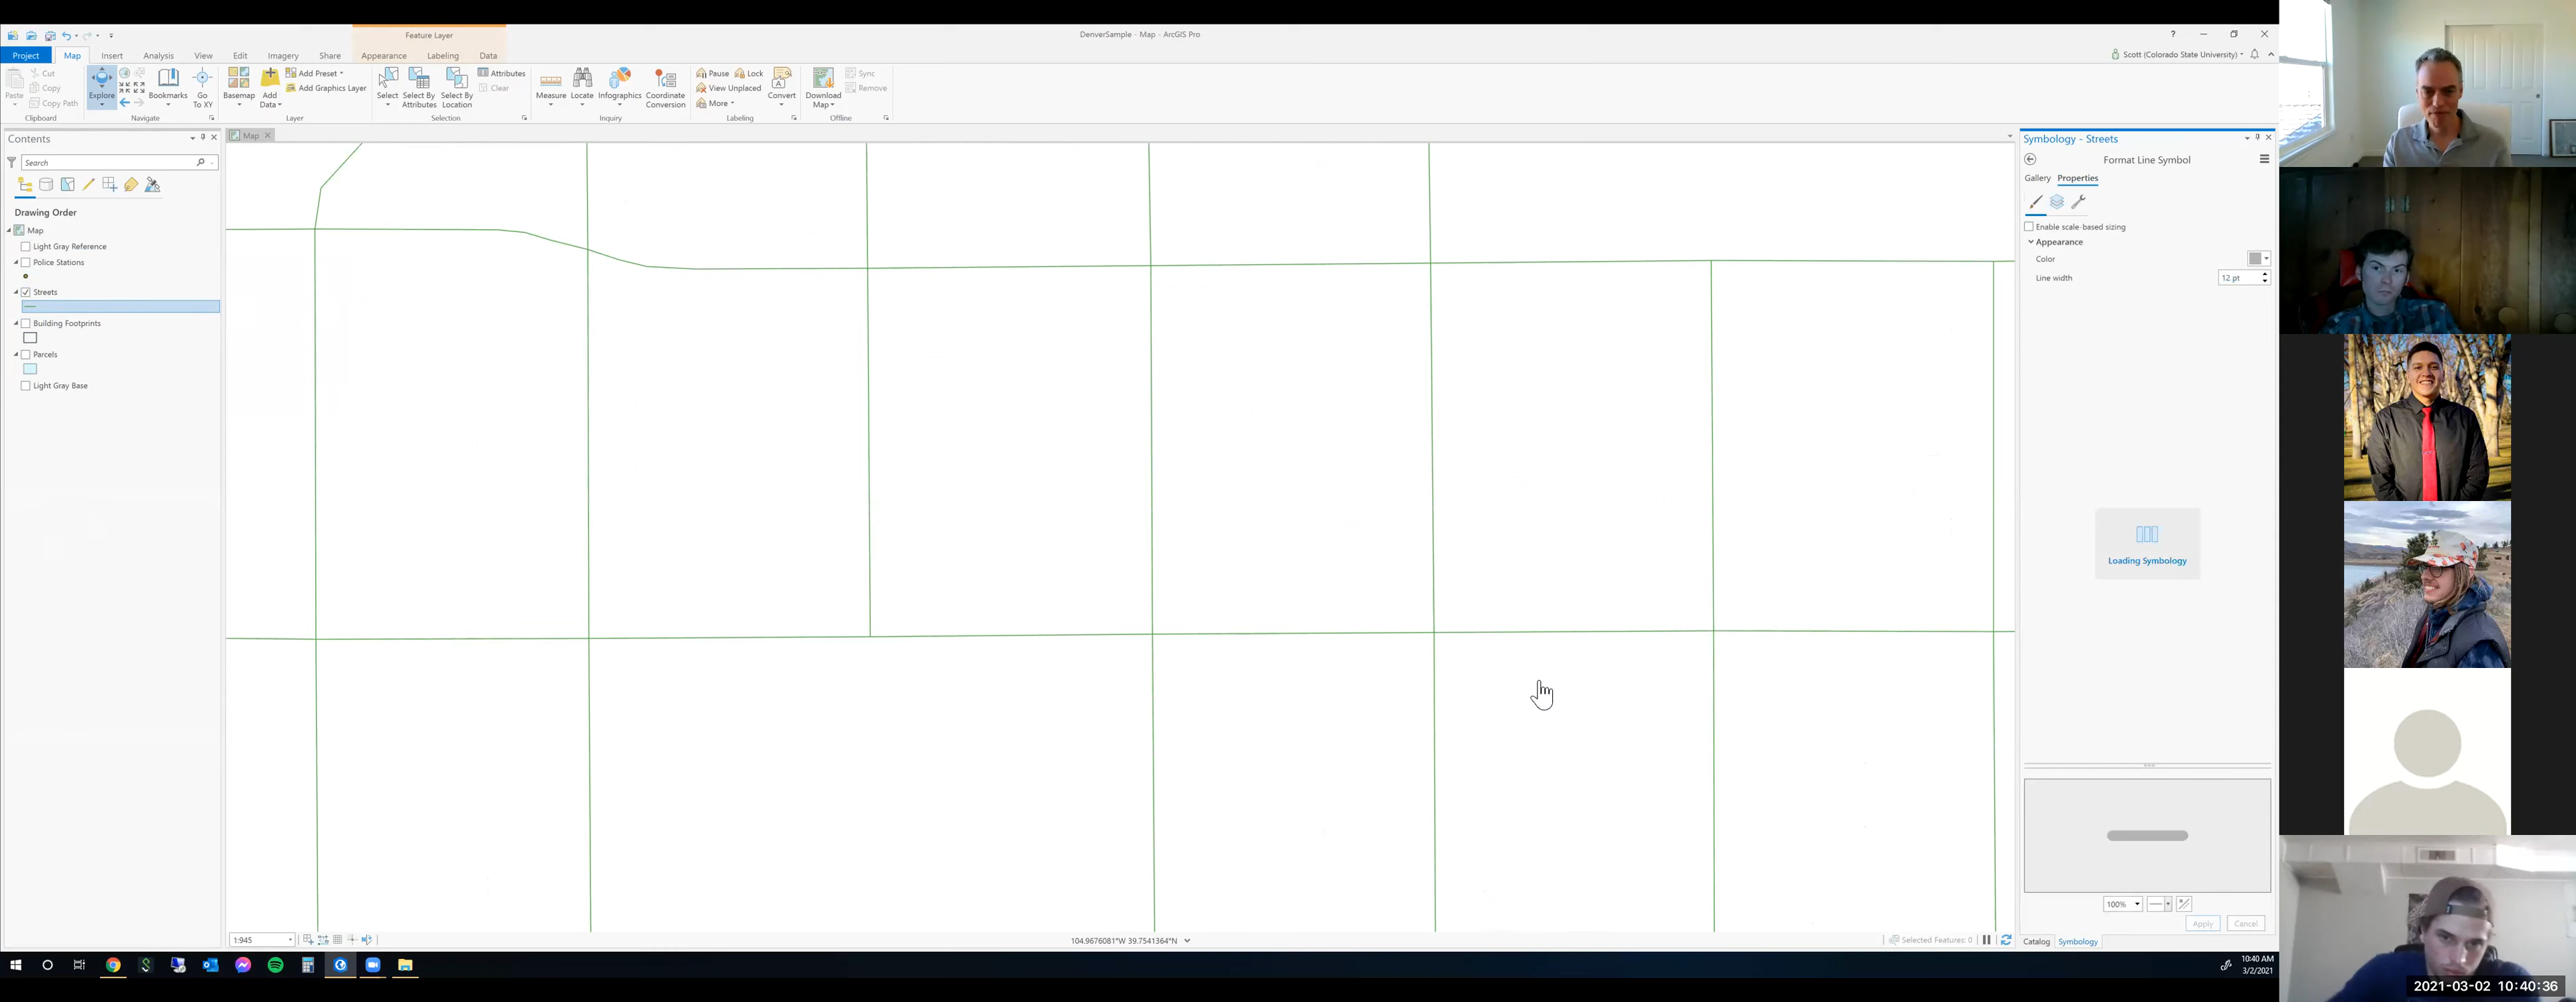 Feature Layer
DenverSample - Map - ArcGIS Pro
?
Project
Map
Insert
Analysis
View
Edit
Imagery
Share
Appearance
Labeling
Data
Scott (Colorado State University)
Paste
Cut
Copy
Copy Path
Clipboard
Explore
Bookmarks
Go To XY
Navigate
Basemap
Add Data
Add Preset
Add Graphics Layer
Layer
Select
Select By Attributes
Select By Location
Attributes
Clear
Selection
Measure
Locate
Infographics
Coordinate Conversion
Inquiry
Pause
Lock
View Unplaced
More
Convert
Labeling
Download Map
Sync
Remove
Offline
Contents
Search
Drawing Order
Map
Light Gray Reference
Police Stations
Streets
Building Footprints
Parcels
Light Gray Base
Map
1:945
104.9676081°W 39.7541364°N
Selected Features: 0
Symbology - Streets
Format Line Symbol
Gallery
Properties
Enable scale-based sizing
Appearance
Color
Line width
12 pt
Loading Symbology
100%
Apply
Cancel
Catalog
Symbology
10:40 AM
3/2/2021
2021-03-02 10:40:36